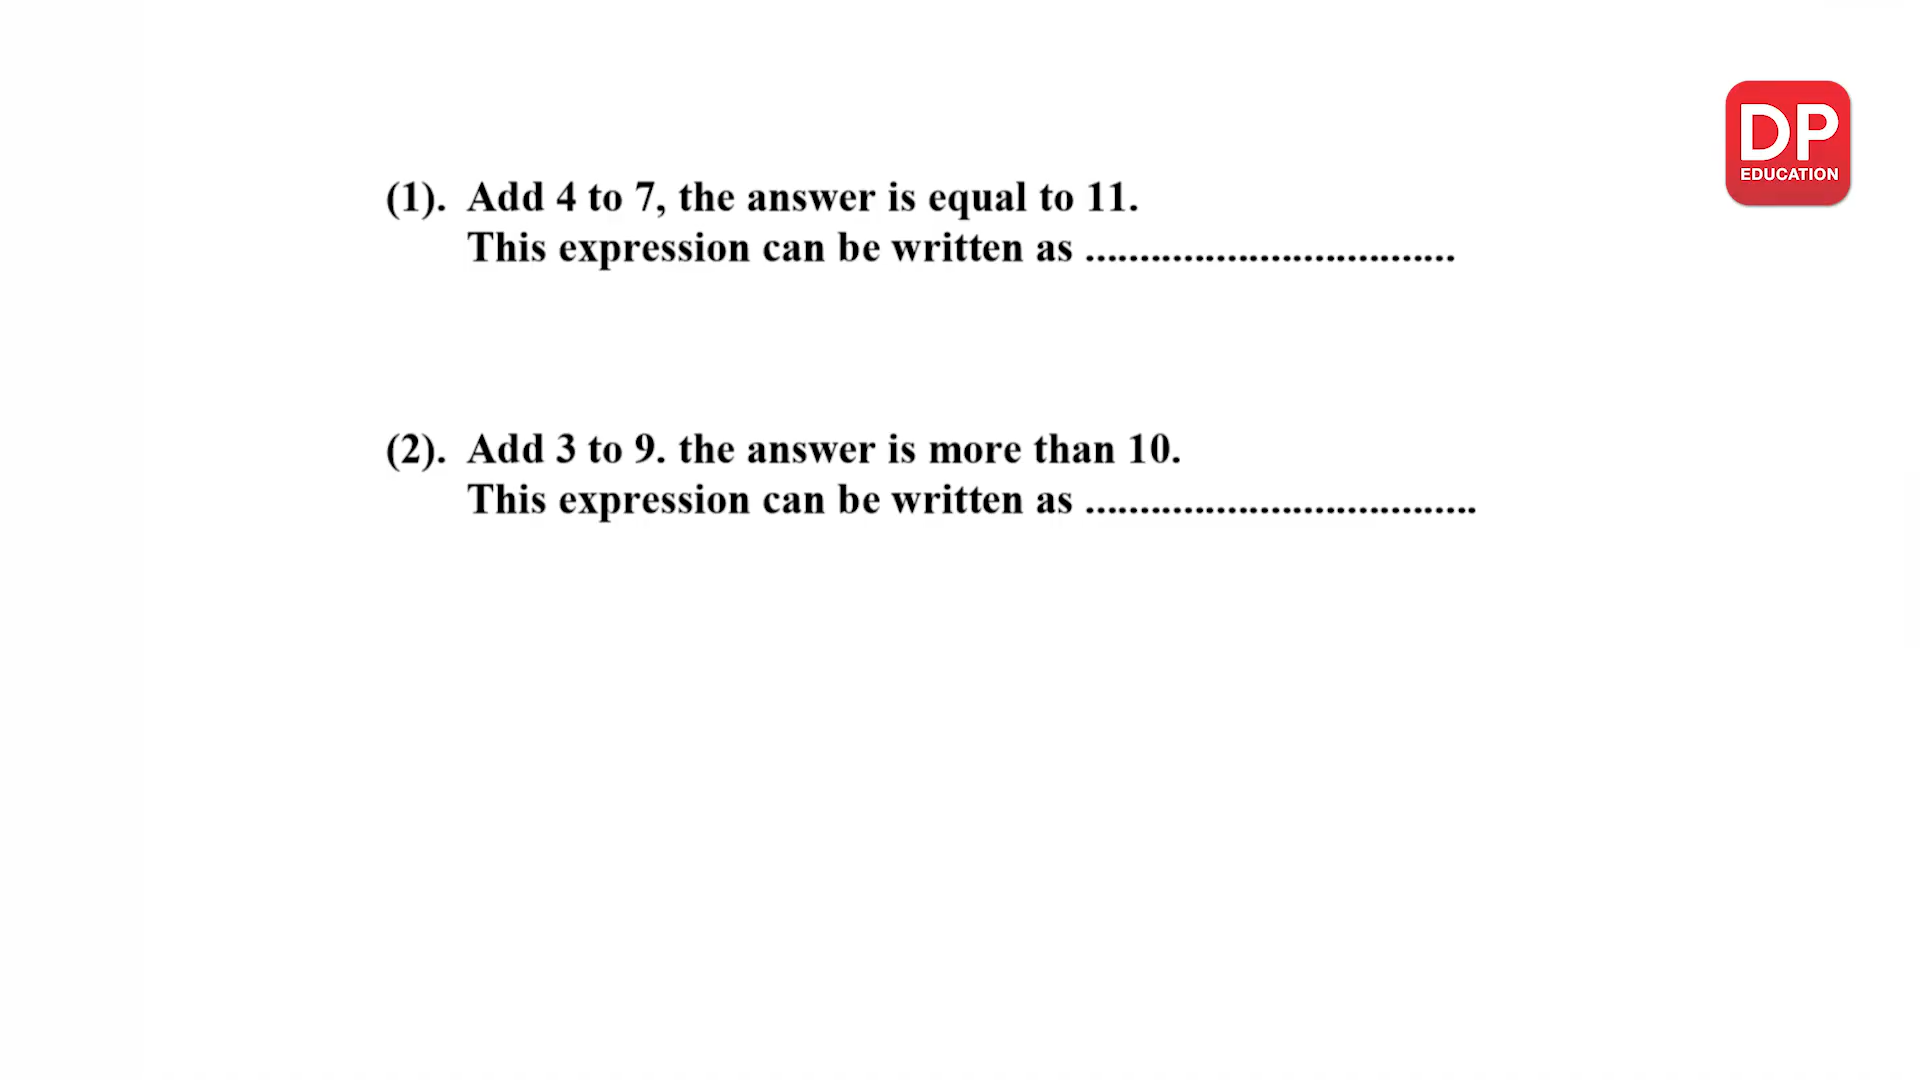 DP
EDUCATION
(1). Add 4 to 7, the answer is equal to 11.
This expression can be written as ..................................
(2). Add 3 to 9. the answer is more than 10.
This expression can be written as ....................................